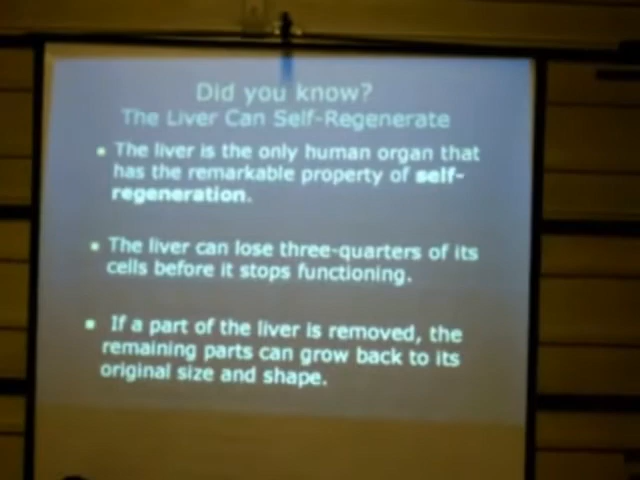 Did you know?
The Liver Can Self-Regenerate
▪ The liver is the only human organ that
has the remarkable property of self-
regeneration.
▪ The liver can lose three-quarters of its
cells before it stops functioning.
▪ If a part of the liver is removed, the
remaining parts can grow back to its
original size and shape.